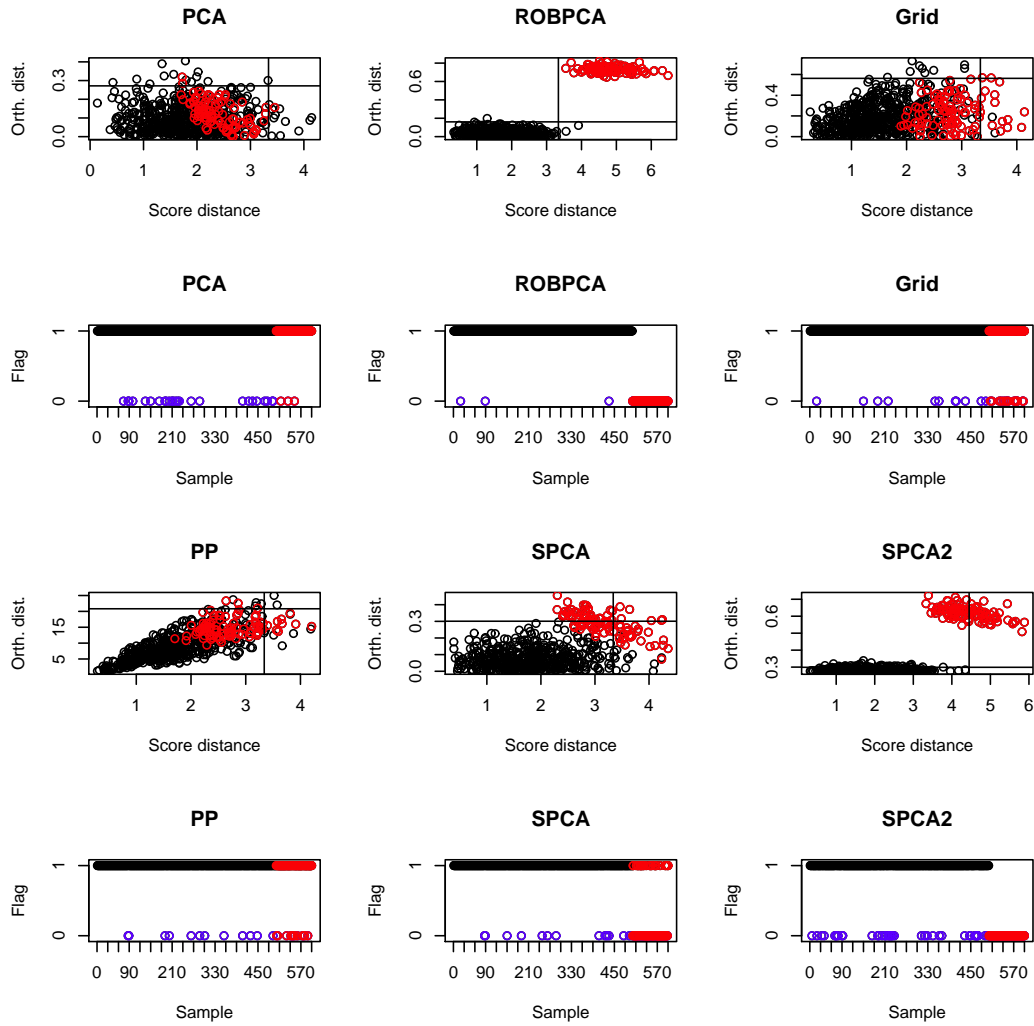 PCA
ROBPCA
Grid
Orth. dist.
0.0 0.3
0 1 2 3 4
Score distance
Orth. dist.
0.0 0.6
1 2 3 4 5 6
Score distance
Orth. dist.
0.0 0.4
1 2 3 4
Score distance
PCA
ROBPCA
Grid
Flag
0 1
0 90 210 330 450 570
Sample
Flag
0 1
0 90 210 330 450 570
Sample
Flag
0 1
0 90 210 330 450 570
Sample
PP
SPCA
SPCA2
Orth. dist.
5 15
1 2 3 4
Score distance
Orth. dist.
0.0 0.3
1 2 3 4
Score distance
Orth. dist.
0.3 0.6
1 2 3 4 5 6
Score distance
PP
SPCA
SPCA2
Flag
0 1
0 90 210 330 450 570
Sample
Flag
0 1
0 90 210 330 450 570
Sample
Flag
0 1
0 90 210 330 450 570
Sample